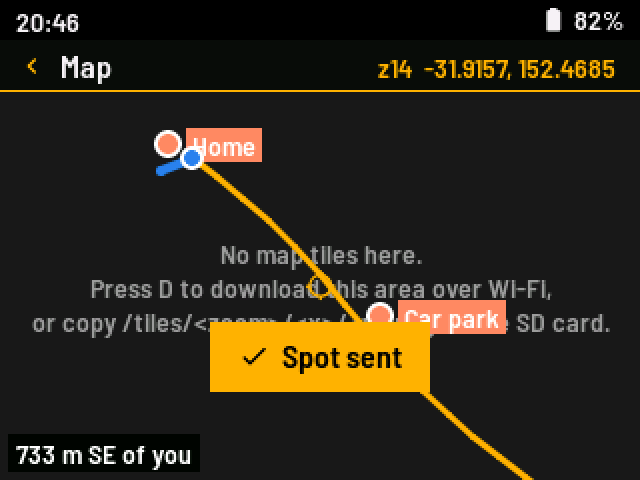 20:46
82%
Map
z14 -31.9157, 152.4685
Home
No map tiles here.
Press D to download this area over Wi-Fi,
Car park
or copy /tiles/<zoom>/<x>/ SD card.
Spot sent
733 m SE of you